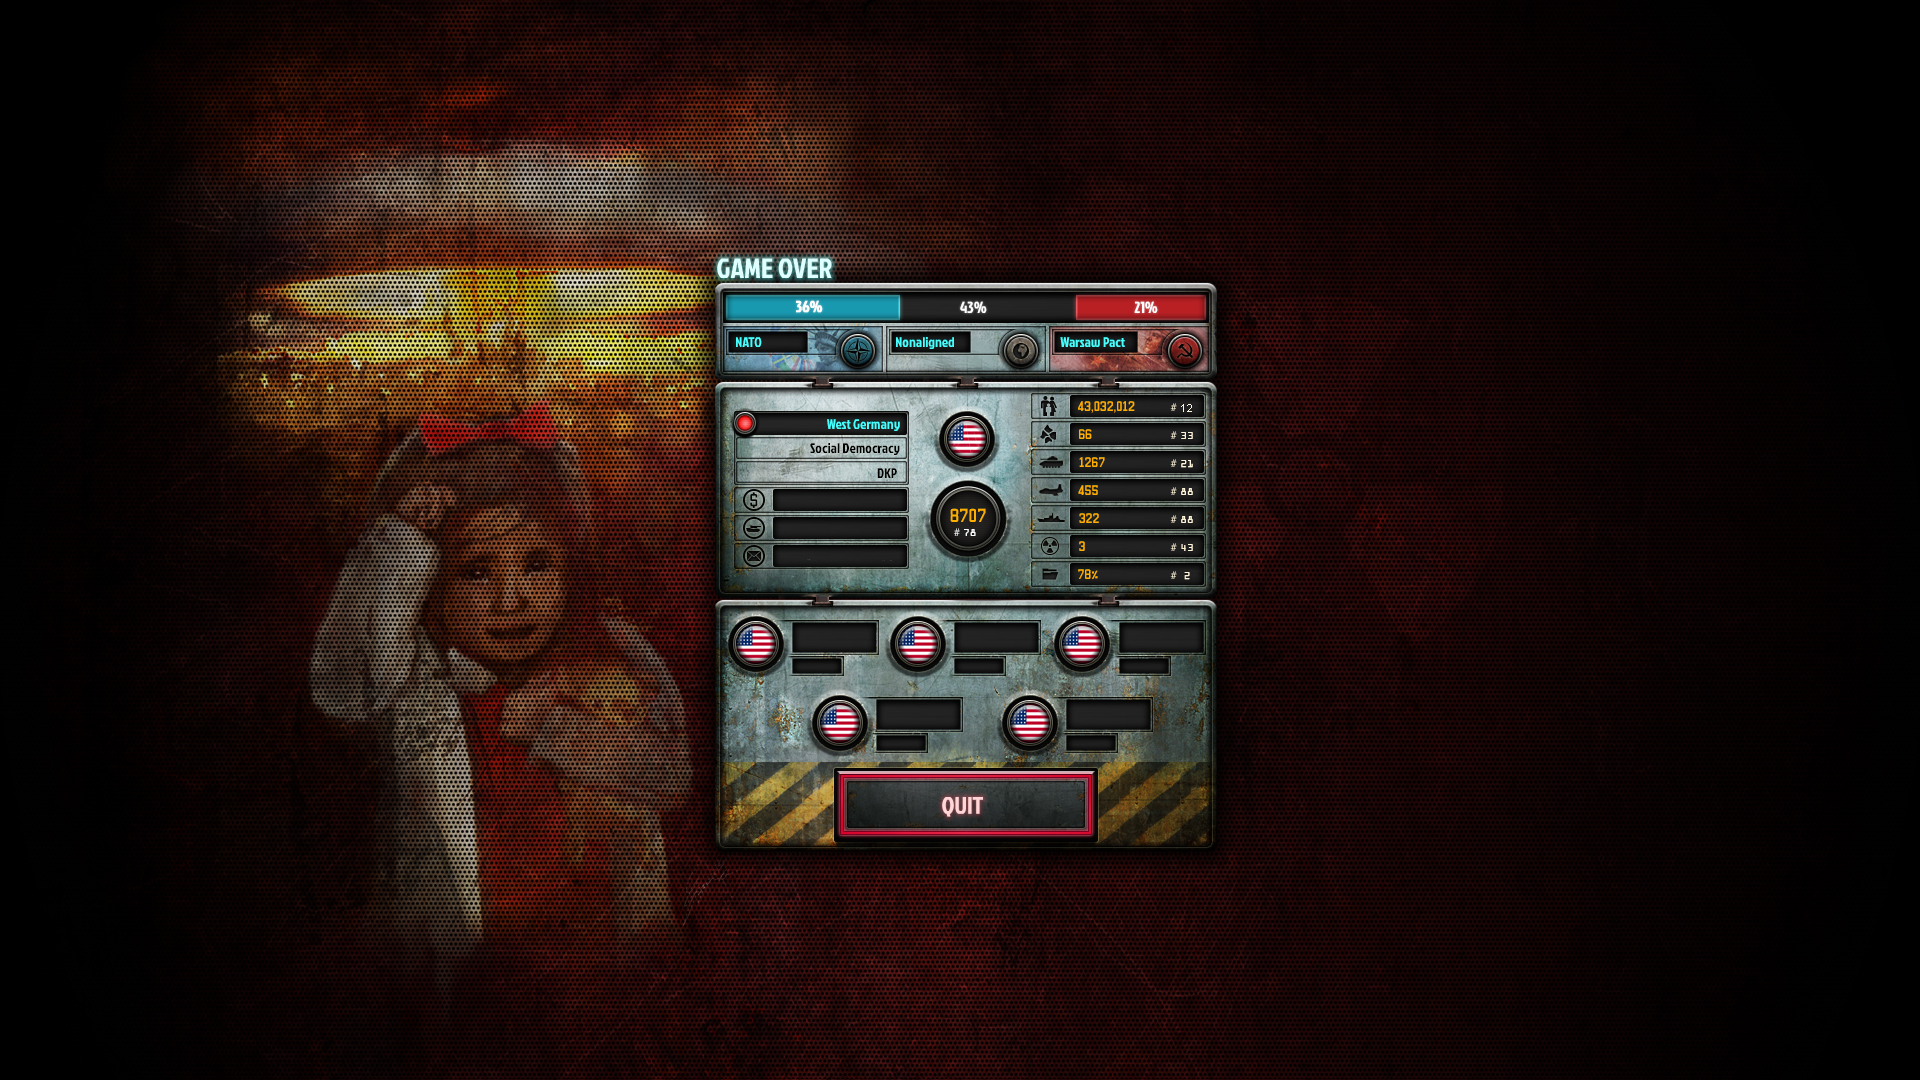 GAME OVER
36% 43% 21%
NATO Nonaligned Warsaw Pact
West Germany
Social Democracy
DKP
$
8707
# 78
43,032,012 # 12
66 # 33
1267 # 21
455 # 88
322 # 88
3 # 43
78% # 2
QUIT